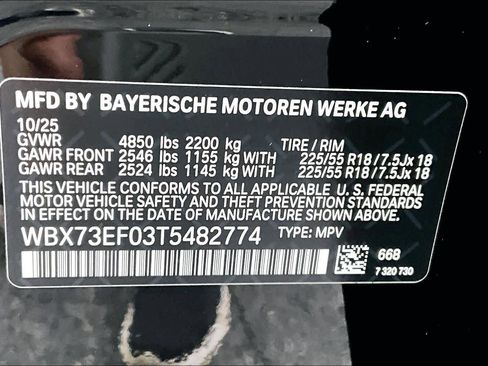 MFD BY BAYERISCHE MOTOREN WERKE AG
10/25
GVWR 4850 lbs 2200 kg TIRE / RIM
GAWR FRONT 2546 lbs 1155 kg WITH 225/55 R18 / 7.5Jx 18
GAWR REAR 2524 lbs 1145 kg WITH 225/55 R18 / 7.5Jx 18
THIS VEHICLE CONFORMS TO ALL APPLICABLE U. S. FEDERAL
MOTOR VEHICLE SAFETY AND THEFT PREVENTION STANDARDS
IN EFFECT ON THE DATE OF MANUFACTURE SHOWN ABOVE.
WBX73EF03T5482774 TYPE: MPV
668
7 320 730